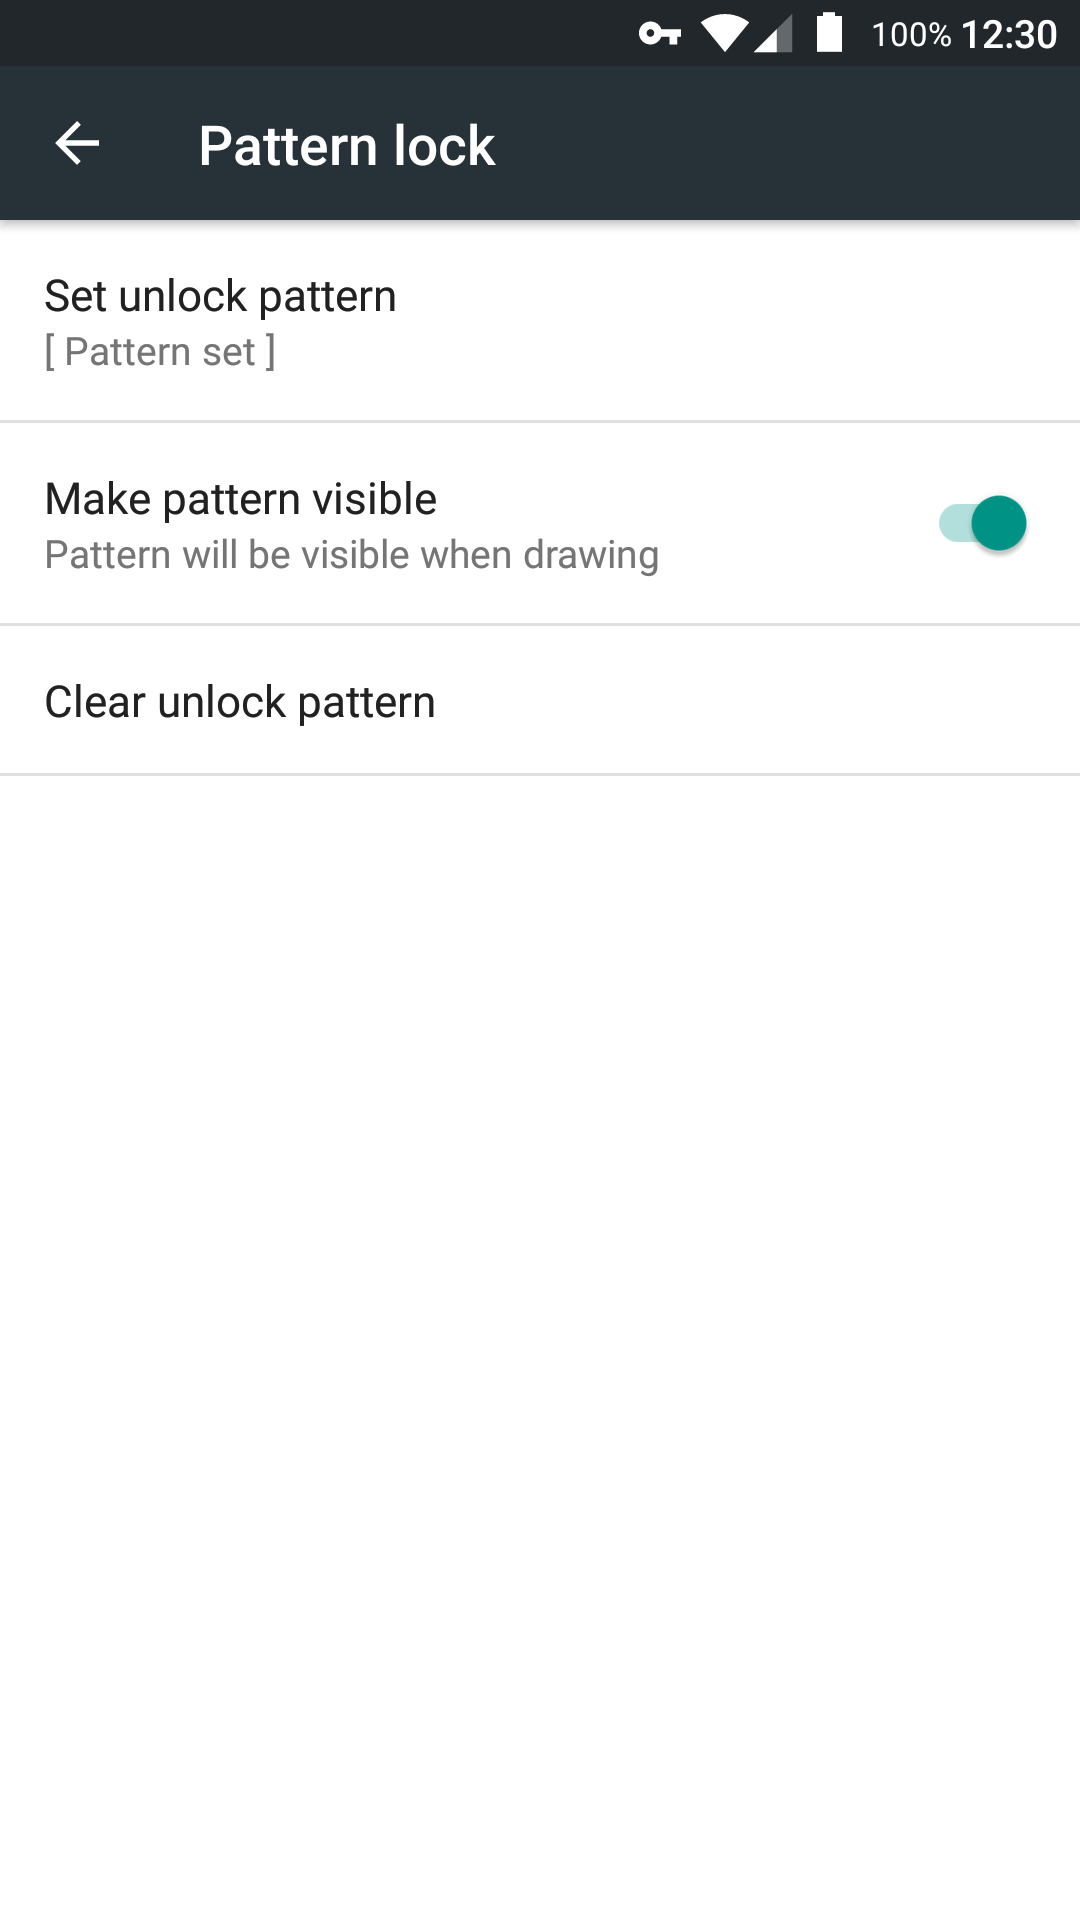 100% 12:30
Pattern lock
Set unlock pattern
[ Pattern set ]
Make pattern visible
Pattern will be visible when drawing
Clear unlock pattern